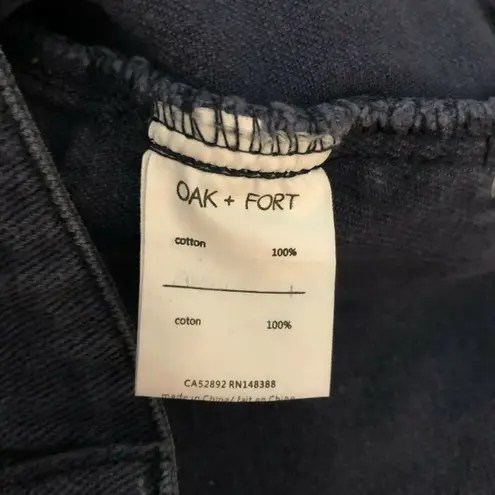 OAK + FORT
cotton 100%
coton 100%
CA52892 RN148388
made in China/ fait en Chine